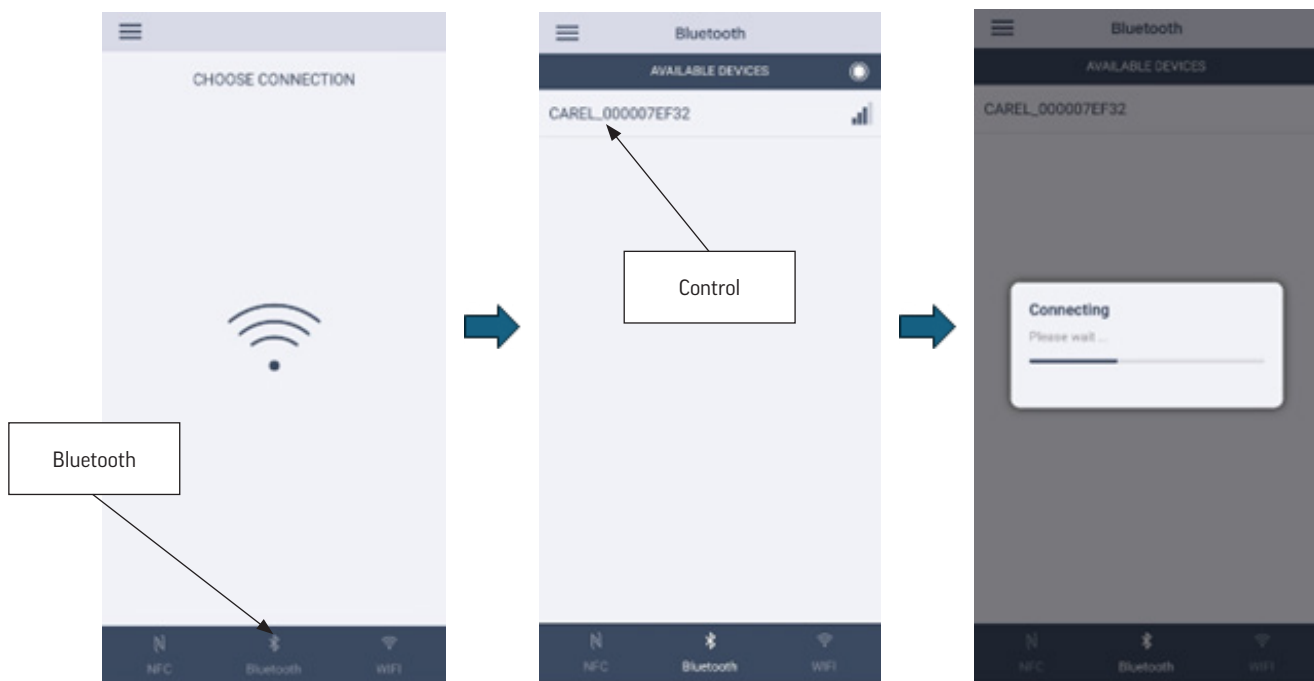 CHOOSE CONNECTION
Bluetooth
NFC Bluetooth WIFI
Bluetooth
AVAILABLE DEVICES
CAREL_000007EF32
Control
NFC Bluetooth WIFI
Bluetooth
AVAILABLE DEVICES
CAREL_000007EF32
Connecting
Please wait ...
NFC Bluetooth WIFI